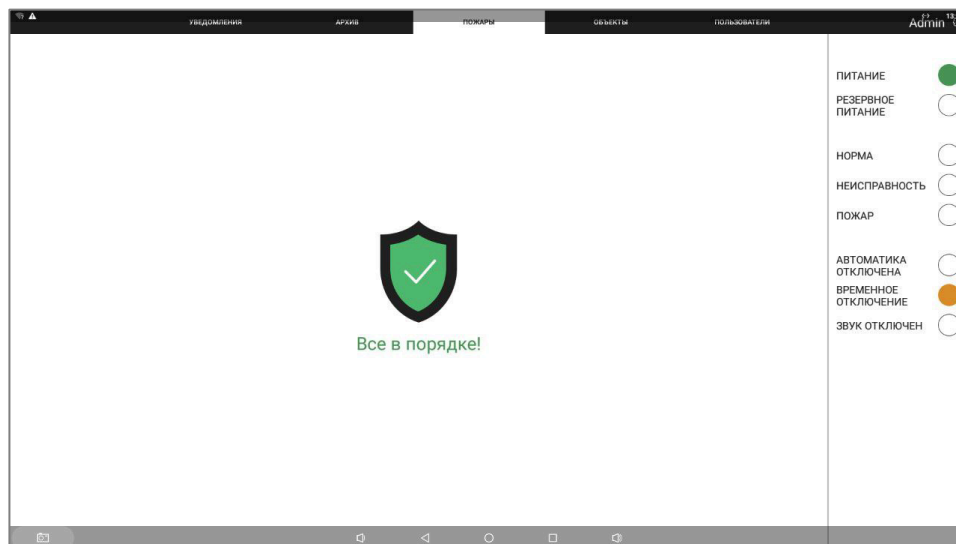 УВЕДОМЛЕНИЯ АРХИВ ПОЖАРЫ ОБЪЕКТЫ ПОЛЬЗОВАТЕЛИ Admin
ПИТАНИЕ
РЕЗЕРВНОЕ
ПИТАНИЕ
НОРМА
НЕИСПРАВНОСТЬ
ПОЖАР
АВТОМАТИКА
ОТКЛЮЧЕНА
ВРЕМЕННОЕ
ОТКЛЮЧЕНИЕ
ЗВУК ОТКЛЮЧЕН
Все в порядке!